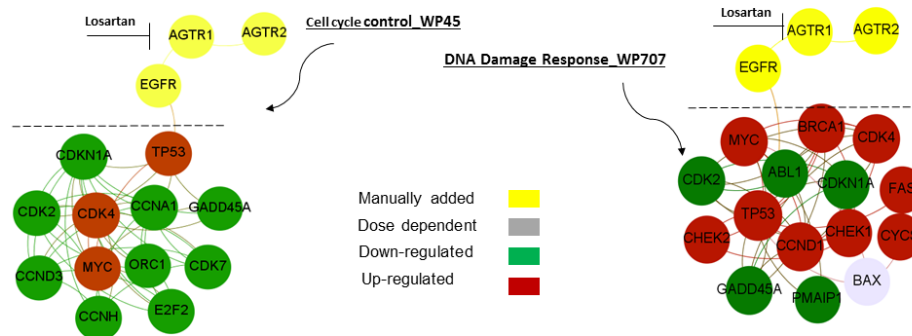 Losartan
AGTR1
AGTR2
EGFR
Cell cycle control_WP45
TP53
CDKN1A
CDK2
CDK4
CCNA1
GADD45A
CCND3
MYC
ORC1
CDK7
CCNH
E2F2
Manually added
Dose dependent
Down-regulated
Up-regulated
DNA Damage Response_WP707
Losartan
AGTR1
AGTR2
EGFR
MYC
BRCA1
CDK4
CDK2
ABL1
CDKN1A
FAS
TP53
CHEK2
CCND1
CHEK1
GADD45A
PMAIP1
BAX